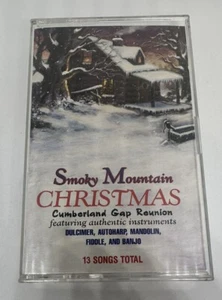 Smoky Mountain
CHRISTMAS
Cumberland Gap Reunion
featuring authentic instruments
DULCIMER, AUTOHARP, MANDOLIN,
FIDDLE, AND BANJO
13 SONGS TOTAL